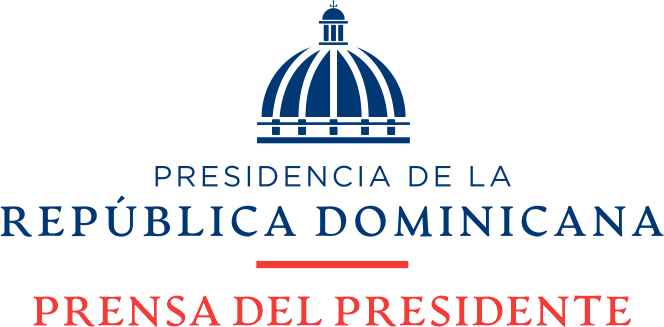 PRESIDENCIA DE LA
REPÚBLICA DOMINICANA
PRENSA DEL PRESIDENTE